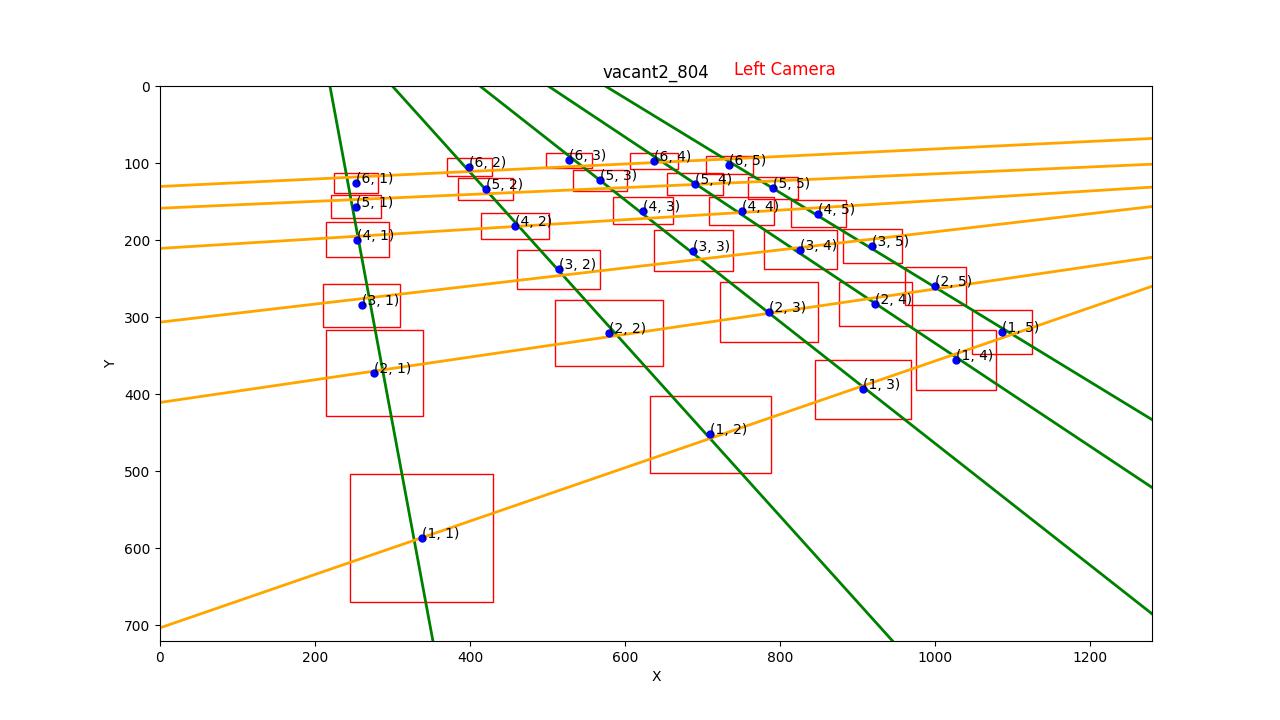 vacant2_804 Left Camera
0
100
200
300
400
500
600
700
Y
(6, 1) (6, 2) (6, 3) (6, 4) (6, 5)
(5, 1) (5, 2) (5, 3) (5, 4) (5, 5)
(4, 1) (4, 2) (4, 3) (4, 4) (4, 5)
(3, 1) (3, 2) (3, 3) (3, 4) (3, 5)
(2, 1) (2, 2) (2, 3) (2, 4) (2, 5)
(1, 1) (1, 2) (1, 3) (1, 4) (1, 5)
0 200 400 600 800 1000 1200
X